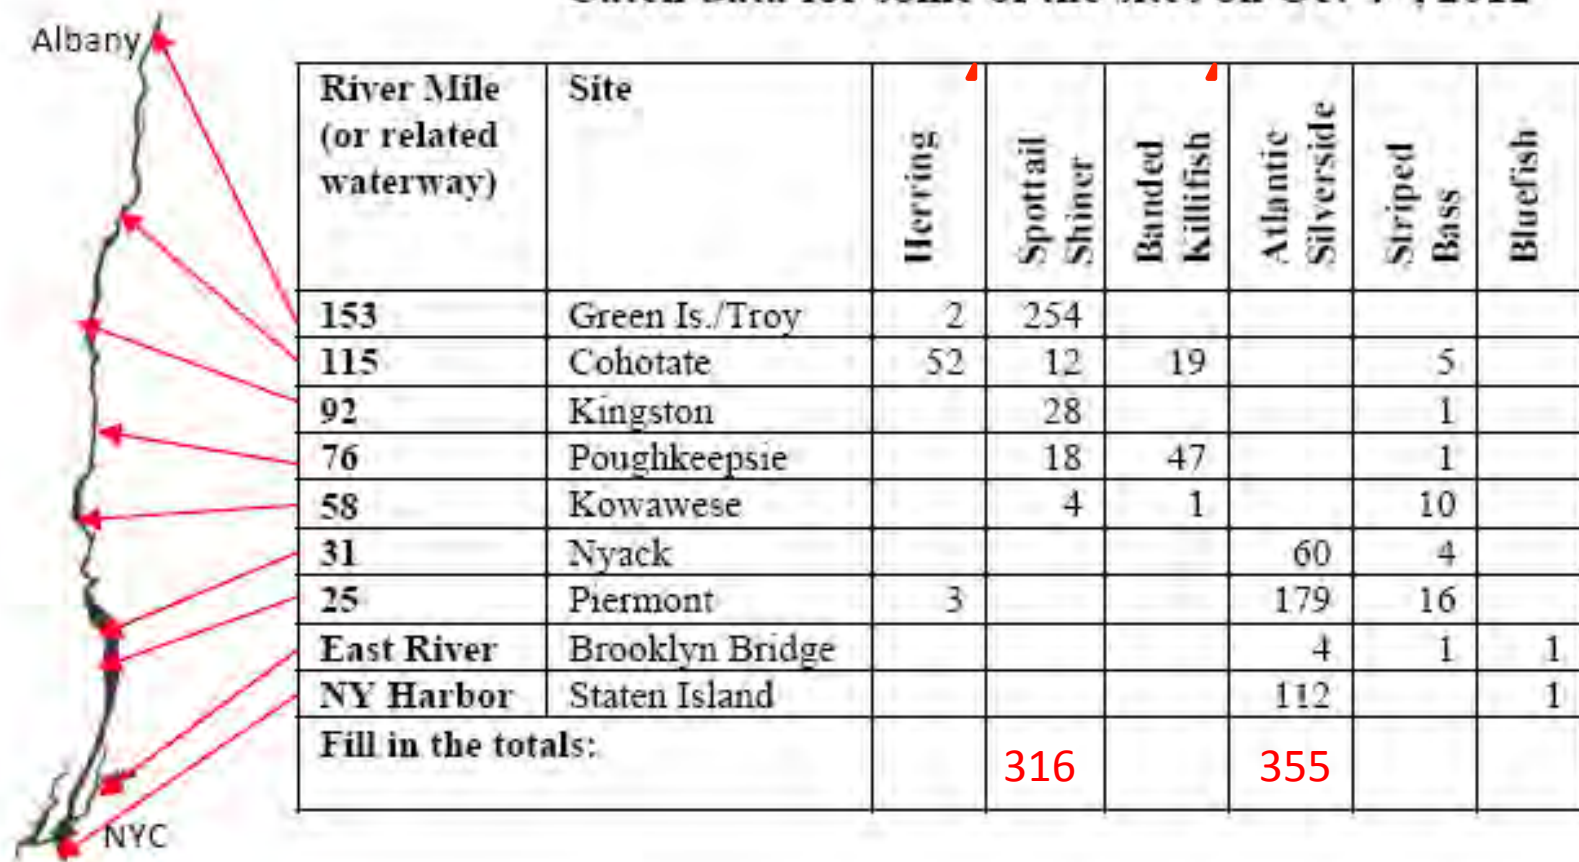 Albany
River Mile
(or related
waterway)
Site
Herring
Spottail
Shiner
Banded
Killifish
Atlantic
Silverside
Striped
Bass
Bluefish
153 Green Is./Troy 2 254
115 Cohotate 52 12 19 5
92 Kingston 28 1
76 Poughkeepsie 18 47 1
58 Kowawese 4 1 10
31 Nyack 60 4
25 Piermont 3 179 16
East River Brooklyn Bridge 4 1 1
NY Harbor Staten Island 112 1
Fill in the totals: 316 355
NYC